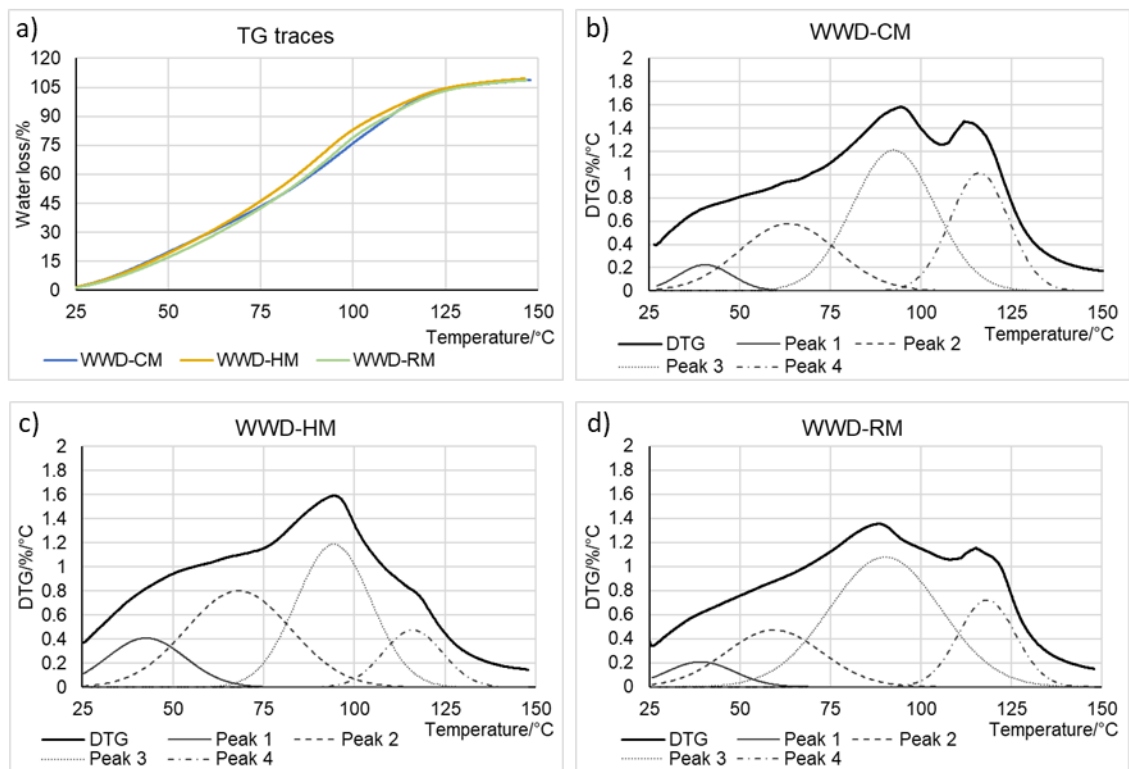 a)
TG traces
120
105
90
75
60
45
30
15
0
Water loss/%
25 50 75 100 125 150
Temperature/°C
WWD-CM WWD-HM WWD-RM
b)
WWD-CM
2
1.8
1.6
1.4
1.2
1
0.8
0.6
0.4
0.2
0
DTG/%/°C
25 50 75 100 125 150
Temperature/°C
DTG Peak 1 Peak 2
Peak 3 Peak 4
c)
WWD-HM
2
1.8
1.6
1.4
1.2
1
0.8
0.6
0.4
0.2
0
DTG/%/°C
25 50 75 100 125 150
Temperature/°C
DTG Peak 1 Peak 2
Peak 3 Peak 4
d)
WWD-RM
2
1.8
1.6
1.4
1.2
1
0.8
0.6
0.4
0.2
0
DTG/%/°C
25 50 75 100 125 150
Temperature/°C
DTG Peak 1 Peak 2
Peak 3 Peak 4